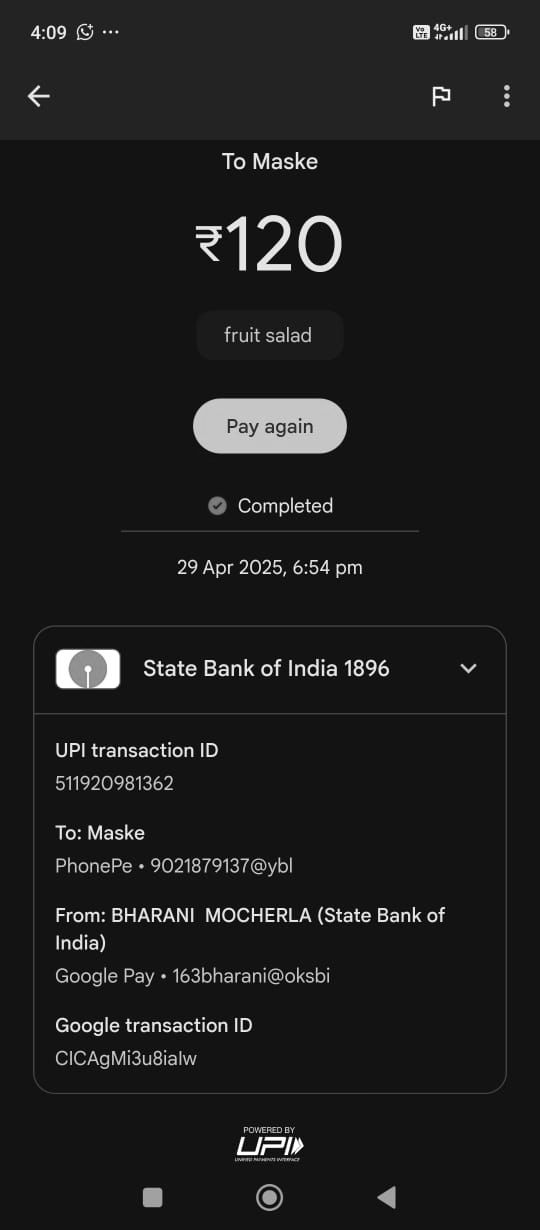 4:09
Vo LTE 4G+ 58
To Maske
₹120
fruit salad
Pay again
Completed
29 Apr 2025, 6:54 pm
State Bank of India 1896
UPI transaction ID
511920981362
To: Maske
PhonePe • 9021879137@ybl
From: BHARANI  MOCHERLA (State Bank of
India)
Google Pay • 163bharani@oksbi
Google transaction ID
CICAgMi3u8ialw
POWERED BY
UPI
UNIFIED PAYMENTS INTERFACE